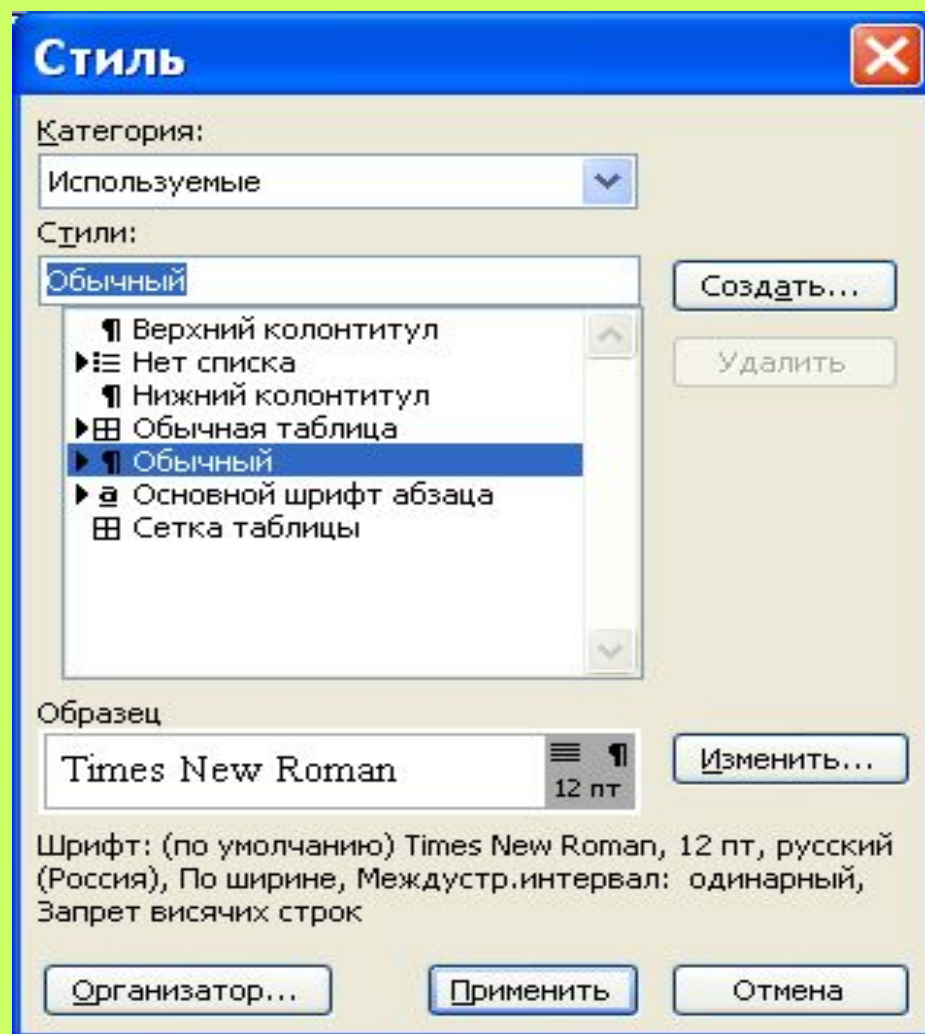 Стиль
Категория:
Используемые
Стили:
Обычный
Создать...
¶ Верхний колонтитул
Нет списка
¶ Нижний колонтитул
Обычная таблица
¶ Обычный
a Основной шрифт абзаца
Сетка таблицы
Удалить
Образец
Times New Roman
¶
12 пт
Изменить...
Шрифт: (по умолчанию) Times New Roman, 12 пт, русский
(Россия), По ширине, Междустр.интервал: одинарный,
Запрет висячих строк
Организатор...
Применить
Отмена